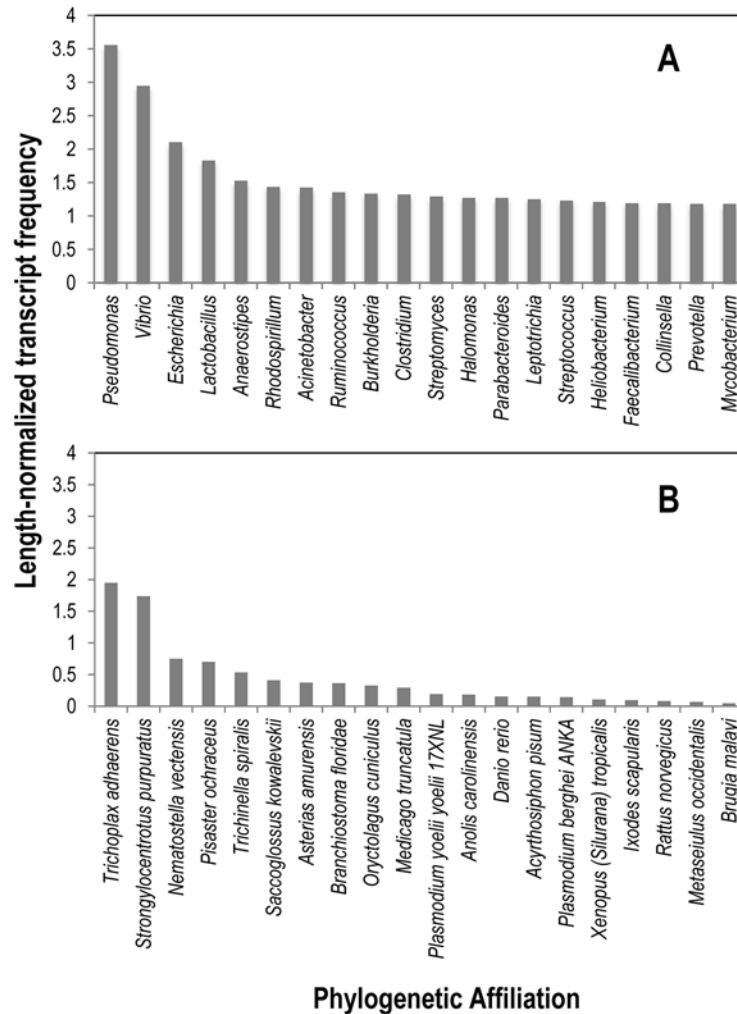 Length-normalized transcript frequency
A
4
3.5
3
2.5
2
1.5
1
0.5
0
Pseudomonas
Vibrio
Escherichia
Lactobacillus
Anaerostipes
Rhodospirillum
Acinetobacter
Ruminococcus
Burkholderia
Clostridium
Streptomyces
Halomonas
Parabacteroides
Leptotrichia
Streptococcus
Heliobacterium
Faecalibacterium
Collinsella
Prevotella
Mycobacterium
B
4
3.5
3
2.5
2
1.5
1
0.5
0
Trichoplax adhaerens
Strongylocentrotus purpuratus
Nematostella vectensis
Pisaster ochraceus
Trichinella spiralis
Saccoglossus kowalevskii
Asterias amurensis
Branchiostoma floridae
Oryctolagus cuniculus
Medicago truncatula
Plasmodium yoelii yoelii 17XNL
Anolis carolinensis
Danio rerio
Acyrthosiphon pisum
Plasmodium berghei ANKA
Xenopus (Silurana) tropicalis
Ixodes scapularis
Rattus norvegicus
Metaseiulus occidentalis
Brugia malayi
Phylogenetic Affiliation